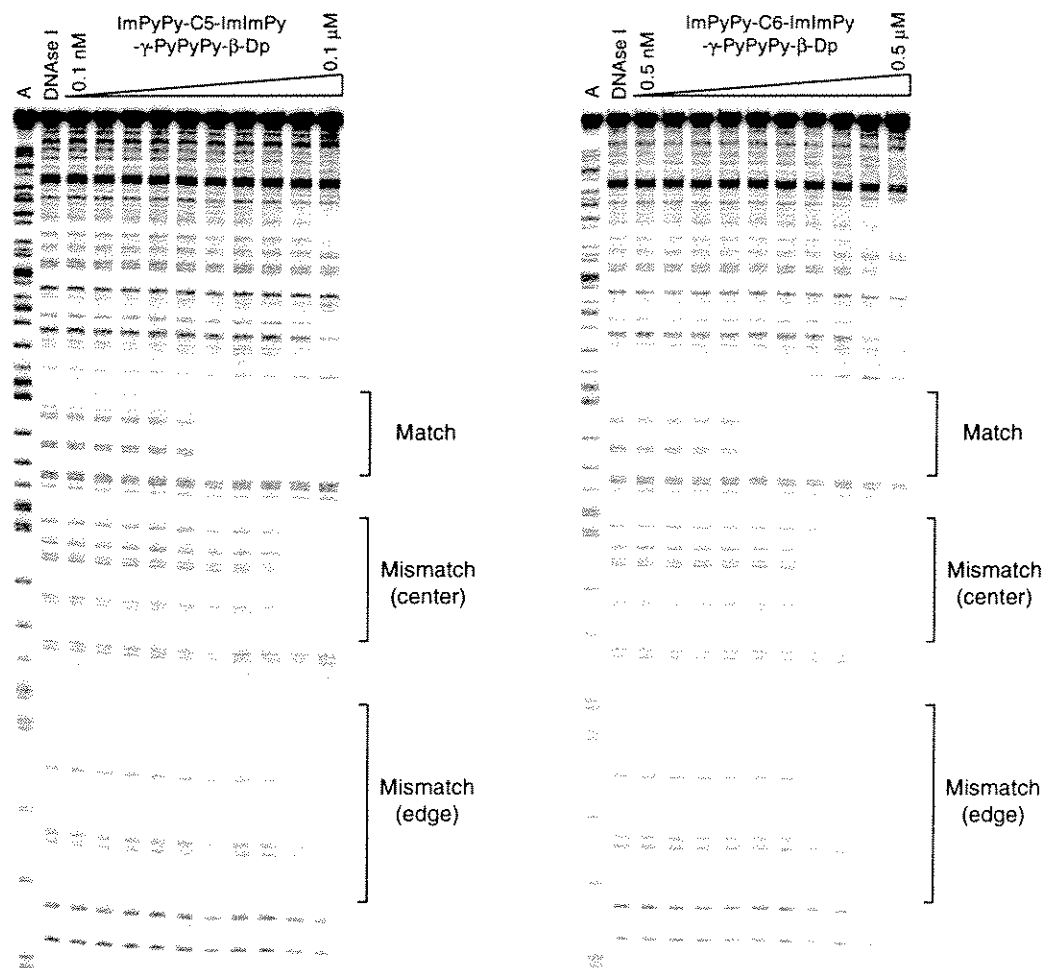 ImPyPy-C5-ImImPy
-γ-PyPyPy-β-Dp
A
DNAse I
0.1 nM
0.1 µM
Match
Mismatch
(center)
Mismatch
(edge)
ImPyPy-C6-ImImPy
-γ-PyPyPy-β-Dp
A
DNAse I
0.5 nM
0.5 µM
Match
Mismatch
(center)
Mismatch
(edge)